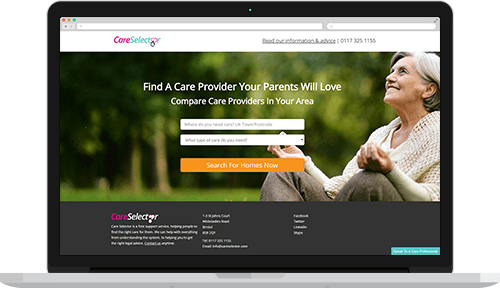 CareSelector
Read our information & advice | 0117 325 1155
Find A Care Provider Your Parents Will Love
Compare Care Providers In Your Area
Where do you need care? UK Town/Postcode
What type of care do you need?
Search For Homes Now
CareSelector
Care Selector is a free support service, helping people to
find the right care for them. We can help with everything
from understanding the system, to helping you to get
the right legal advice. Contact us anytime.
1-3 St Johns Court
Whiteladies Road
Bristol
BS8 2QY
Tel: 0117 325 1155
Email: info@careselector.com
Facebook
Twitter
LinkedIn
Skype
Speak To A Care Professional